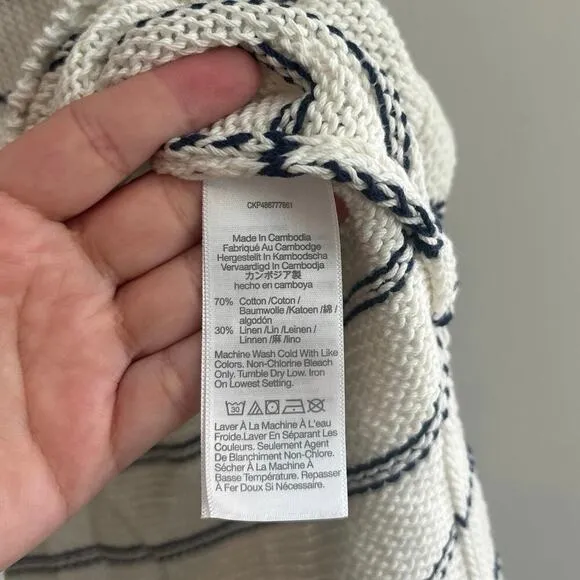 CKP486777861
Made In Cambodia
Fabriqué Au Cambodge
Hergestellt In Kambodscha
Vervaardigd In Cambodja
カンボジア製
hecho en camboya
70% Cotton /Coton /
Baumwolle /Katoen /綿 /
algodón
30% Linen /Lin /Leinen /
Linnen /麻 /lino
Machine Wash Cold With Like
Colors. Non-Chlorine Bleach
Only. Tumble Dry Low. Iron
On Lowest Setting.
30
Laver À La Machine À L'eau
Froide.Laver En Séparant Les
Couleurs. Seulement Agent
De Blanchiment Non-Chlore.
Sécher À La Machine À
Basse Température. Repasser
À Fer Doux Si Nécessaire.